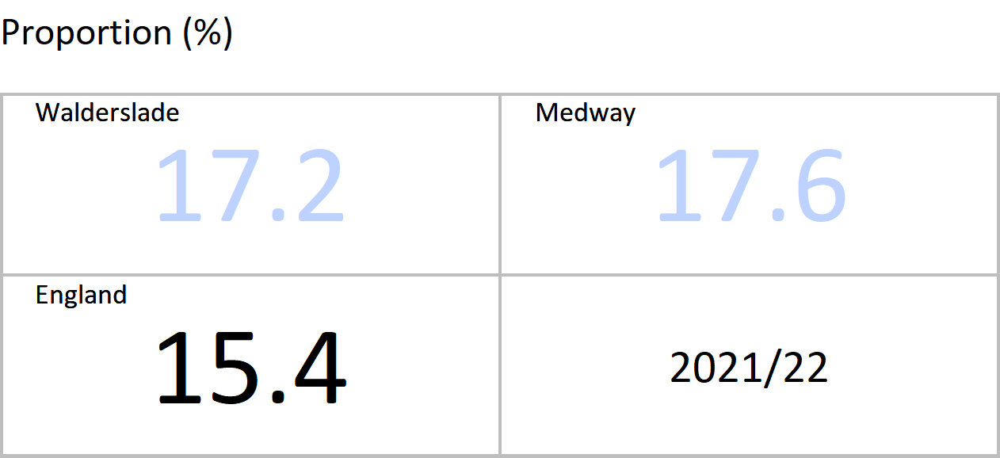 Proportion (%)
Walderslade
17.2
Medway
17.6
England
15.4
2021/22